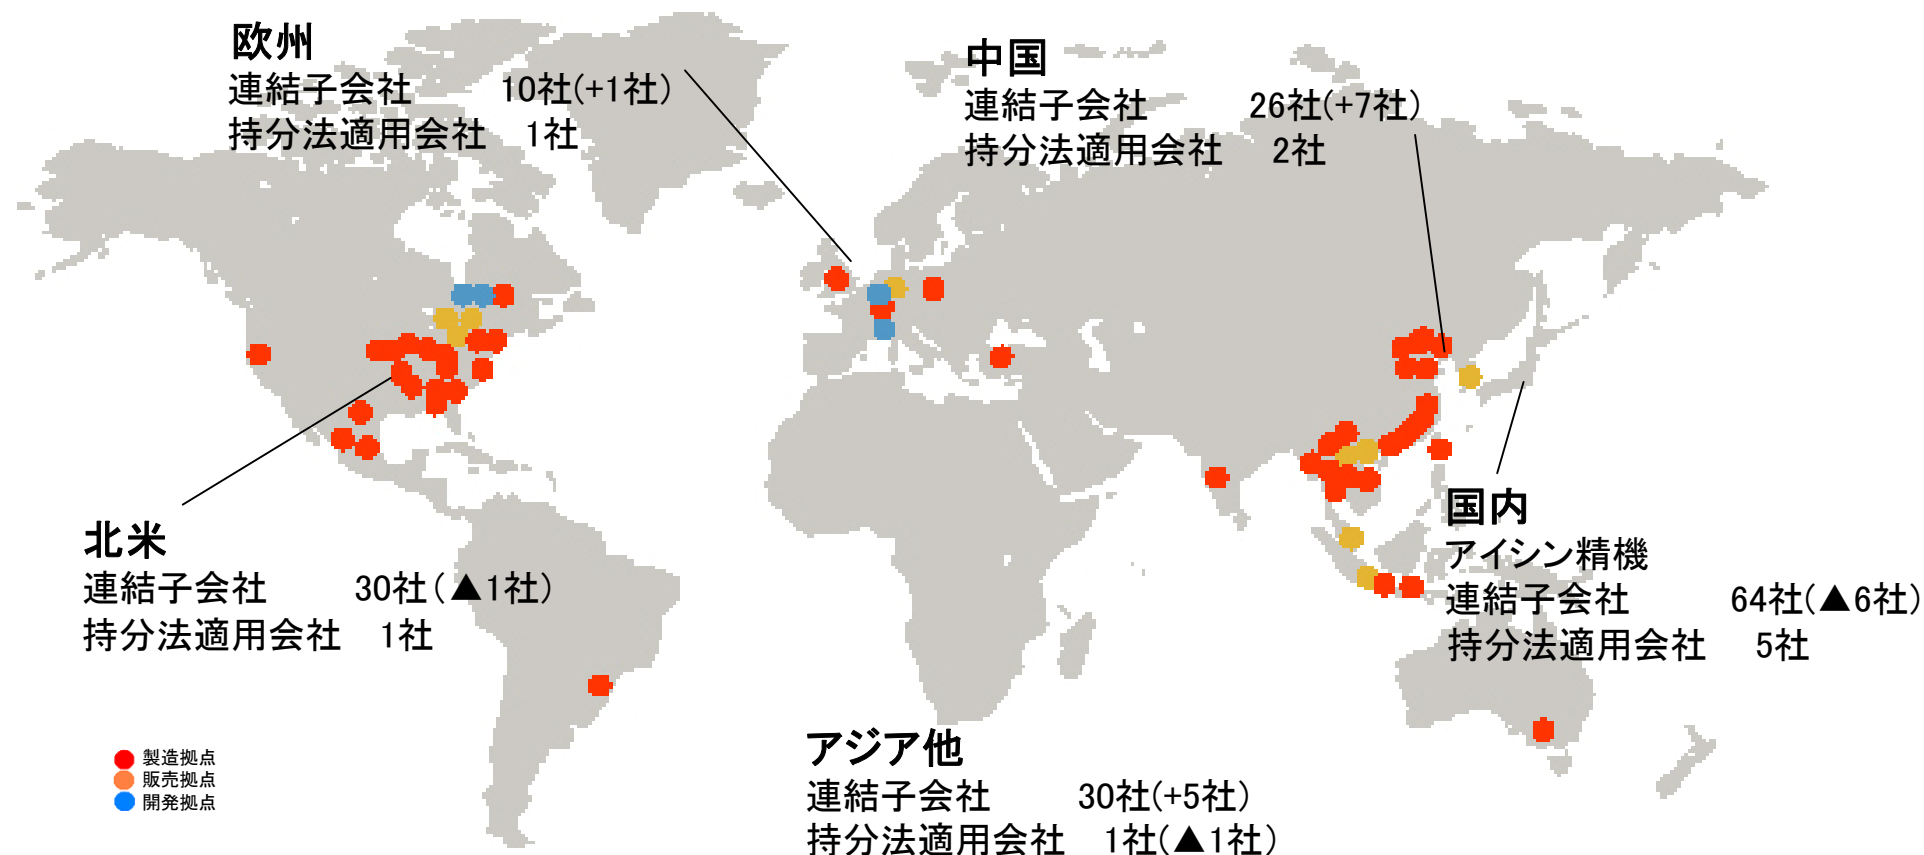 欧州
連結子会社 10社(+1社)
持分法適用会社 1社
中国
連結子会社 26社(+7社)
持分法適用会社 2社
北米
連結子会社 30社(▲1社)
持分法適用会社 1社
国内
アイシン精機
連結子会社 64社(▲6社)
持分法適用会社 5社
アジア他
連結子会社 30社(+5社)
持分法適用会社 1社(▲1社)
製造拠点
販売拠点
開発拠点